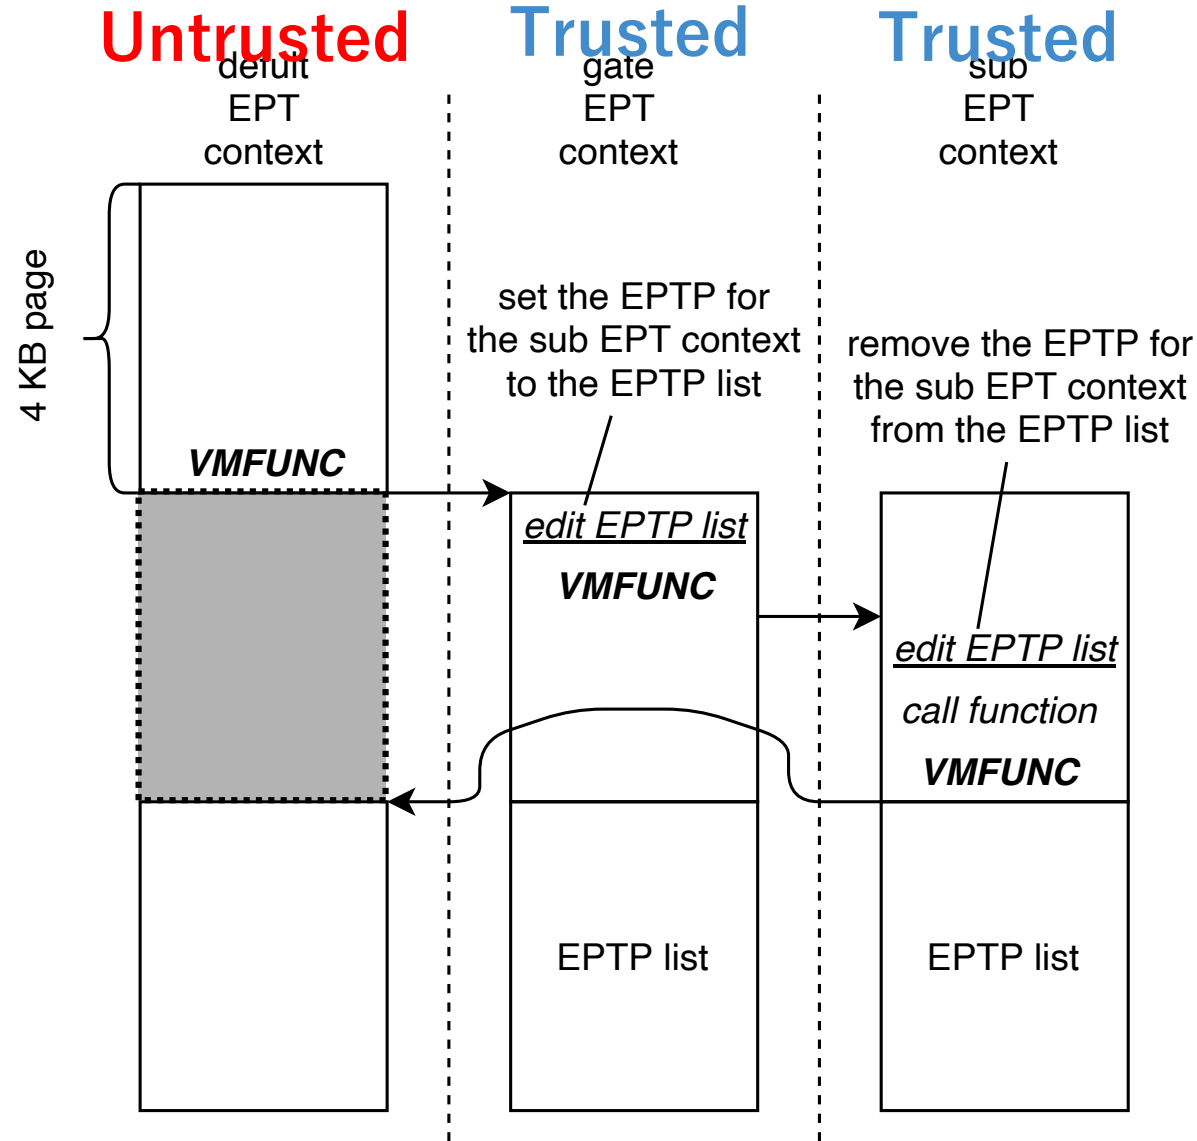 Untrusted
defult
EPT
context
Trusted
gate
EPT
context
Trusted
sub
EPT
context
4 KB page
VMFUNC
set the EPTP for
the sub EPT context
to the EPTP list
edit EPTP list
VMFUNC
EPTP list
remove the EPTP for
the sub EPT context
from the EPTP list
edit EPTP list
call function
VMFUNC
EPTP list